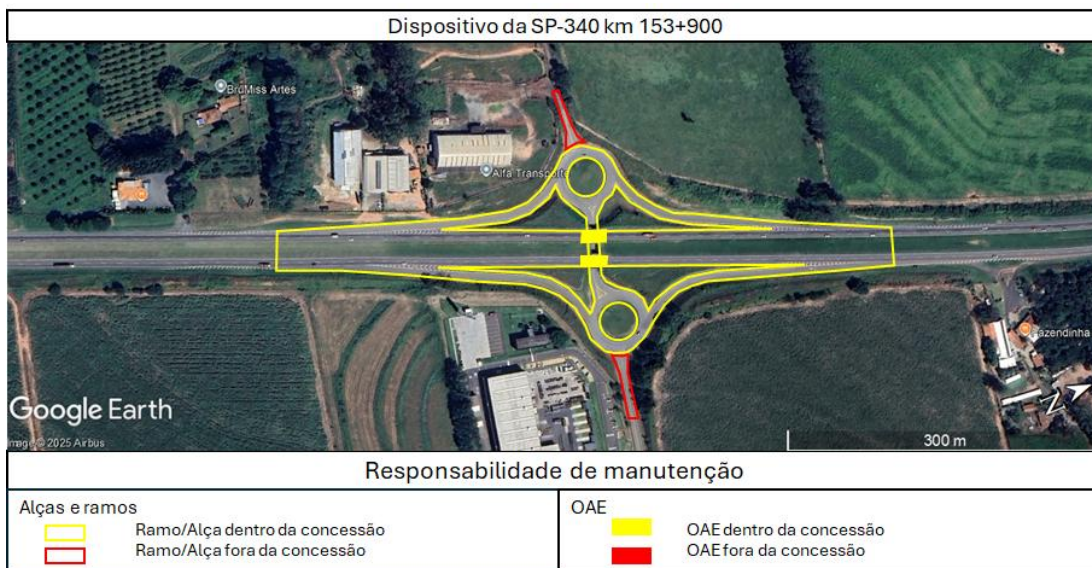 Dispositivo da SP-340 km 153+900
BruMiss Artes
Alfa Transporte
Fazendinha
Google Earth
Image © 2025 Airbus
N
300 m
Responsabilidade de manutenção
Alças e ramos
Ramo/Alça dentro da concessão
Ramo/Alça fora da concessão
OAE
OAE dentro da concessão
OAE fora da concessão